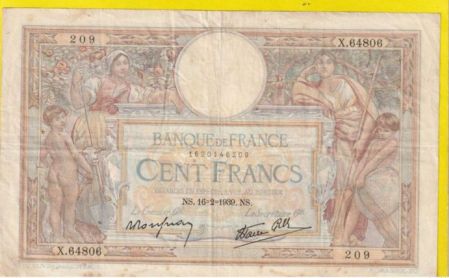 209 X.64806
BANQUE DE FRANCE
1620146209
CENT FRANCS
NS. 16-2-1939. NS.
X.64806 209